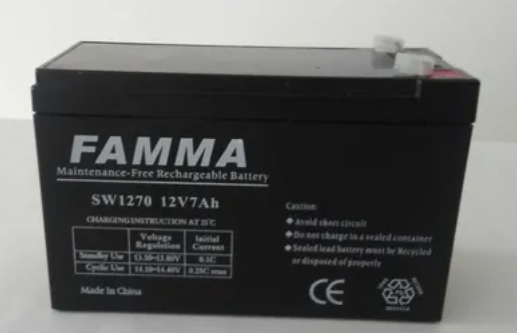 FAMMA
Maintenance-Free Rechargeable Battery
SW1270 12V7Ah
CHARGING INSTRUCTION AT 25°C
Voltage Regulation Initial Current
Standby Use 13.50-13.80V 0.1C
Cyclic Use 14.10-14.40V 0.25C max
Made In China
Caution:
Avoid short circuit
Do not charge in a sealed container
Sealed lead battery must be Recycled
or disposed of properly
CE
Pb